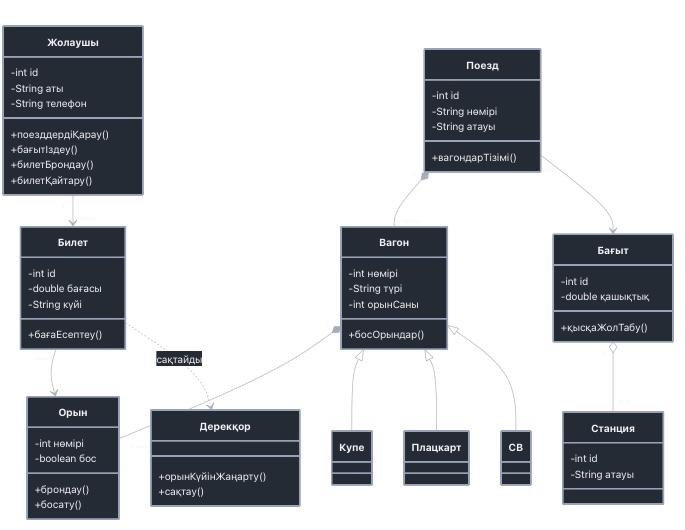 Жолаушы
-int id
-String аты
-String телефон
+поезддердіҚарау()
+бағытІздеу()
+билетБрондау()
+билетҚайтару()
Поезд
-int id
-String нөмірі
-String атауы
+вагондарТізімі()
Билет
-int id
-double бағасы
-String күйі
+бағаЕсептеу()
Вагон
-int нөмірі
-String түрі
-int орынСаны
+босОрындар()
Бағыт
-int id
-double қашықтық
+қысқаЖолТабу()
сақтайды
Орын
-int нөмірі
-boolean бос
+брондау()
+босату()
Дерекқор
+орынКүйінЖаңарту()
+сақтау()
Купе
Плацкарт
СВ
Станция
-int id
-String атауы